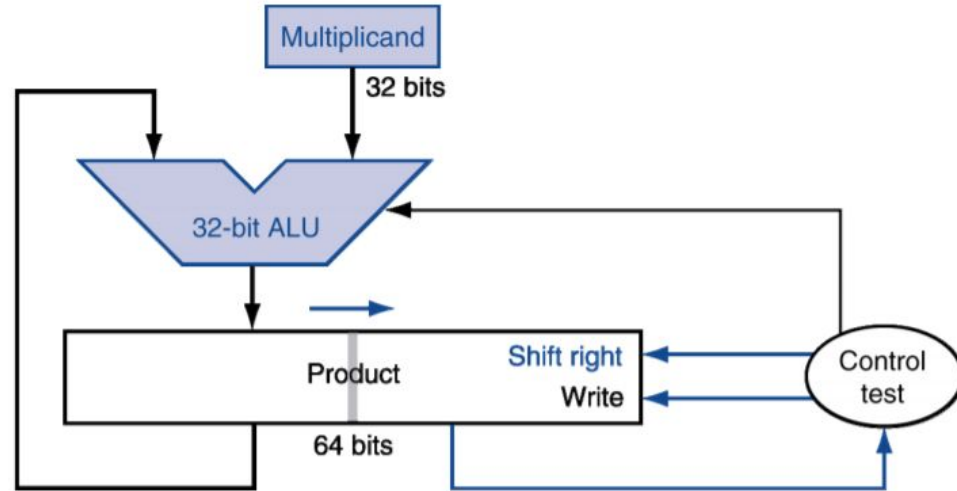 Multiplicand
32 bits
32-bit ALU
Product
Shift right
Write
64 bits
Control
test